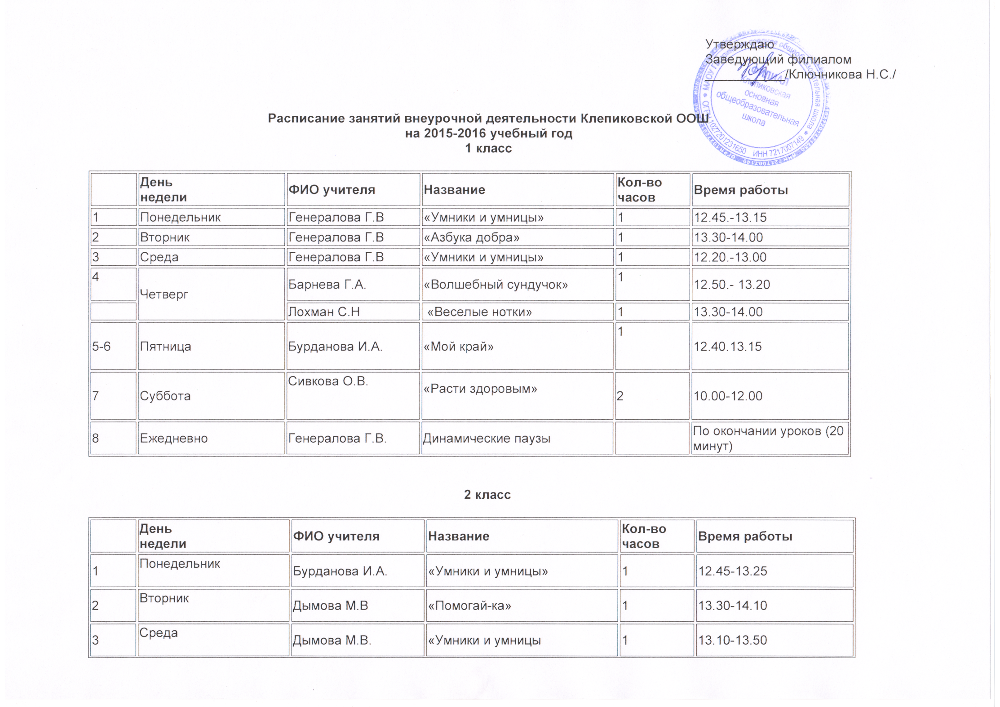 Утверждаю
Заведующий филиалом
/Ключникова Н.С./
ФИЛИАЛ
Клепиковская
основная
общеобразовательная
школа
ОГРН 1027201231650 ИНН 7217007149
средняя общеобразовательная школа
МАОУ
Расписание занятий внеурочной деятельности Клепиковской ООШ
на 2015-2016 учебный год
1 класс
День
недели
ФИО учителя
Название
Кол-во
часов
Время работы
1 Понедельник Генералова Г.В «Умники и умницы» 1 12.45.-13.15
2 Вторник Генералова Г.В «Азбука добра» 1 13.30-14.00
3 Среда Генералова Г.В «Умники и умницы» 1 12.20.-13.00
4 Четверг Барнева Г.А. «Волшебный сундучок» 1 12.50.- 13.20
Лохман С.Н «Веселые нотки» 1 13.30-14.00
5-6 Пятница Бурданова И.А. «Мой край» 1 12.40.13.15
7 Суббота Сивкова О.В. «Расти здоровым» 2 10.00-12.00
8 Ежедневно Генералова Г.В. Динамические паузы По окончании уроков (20
минут)
2 класс
День
недели
ФИО учителя
Название
Кол-во
часов
Время работы
1 Понедельник Бурданова И.А. «Умники и умницы» 1 12.45-13.25
2 Вторник Дымова М.В «Помогай-ка» 1 13.30-14.10
3 Среда Дымова М.В. «Умники и умницы 1 13.10-13.50